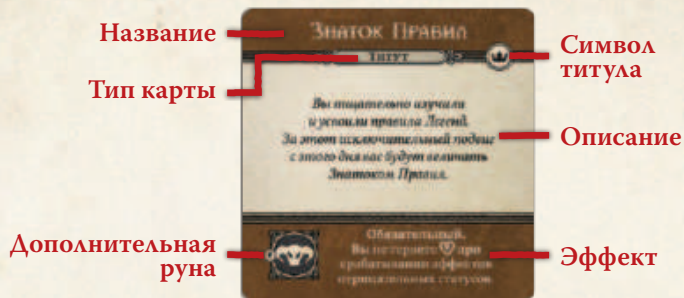 Название
Знаток Правил
Символ
титула
Титул
Тип карты
Вы тщательно изучили
и усвоили правила Легенд.
За этот исключительный подвиг
с этого дня вас будут величать
Знатоком Правил.
Описание
Дополнительная
руна
Обязательный.
Вы не теряете при
срабатывании эффектов
отрицательных статусов
Эффект